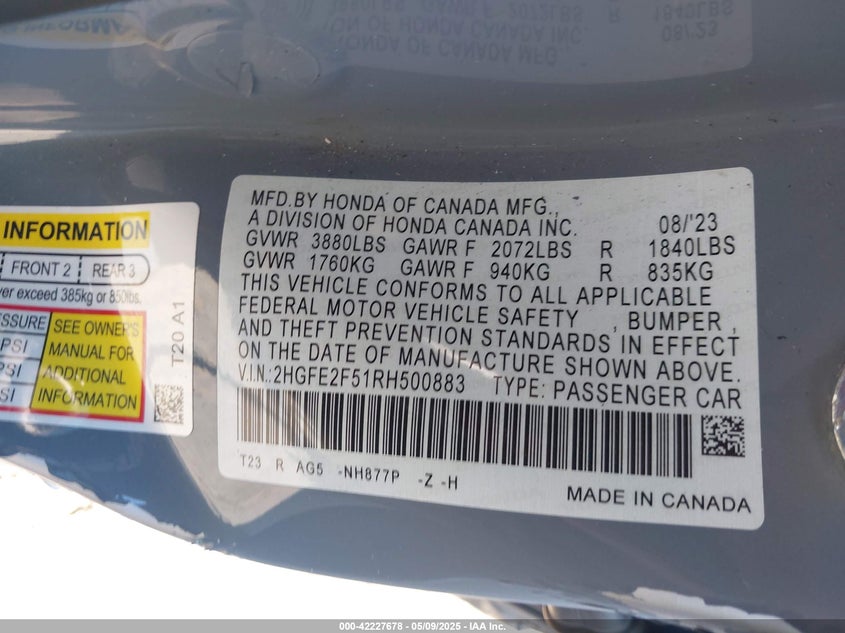 MFD.BY HONDA OF CANADA MFG.,
A DIVISION OF HONDA CANADA INC. 08/'23
GVWR 3880LBS GAWR F 2072LBS R 1840LBS
GVWR 1760KG GAWR F 940KG R 835KG
THIS VEHICLE CONFORMS TO ALL APPLICABLE
FEDERAL MOTOR VEHICLE SAFETY , BUMPER ,
AND THEFT PREVENTION STANDARDS IN EFFECT
ON THE DATE OF MANUFACTURE SHOWN ABOVE.
V.I.N.:2HGFE2F51RH500883 TYPE: PASSENGER CAR
T23 R AG5 -NH877P -Z -H
MADE IN CANADA
INFORMATION
FRONT 2 REAR 3
exceed 385kg or 850lbs.
SEE OWNER'S
MANUAL FOR
ADDITIONAL
INFORMATION
PSI
PSI
T20 A1
000-42227678 - 05/09/2025 - IAA Inc.